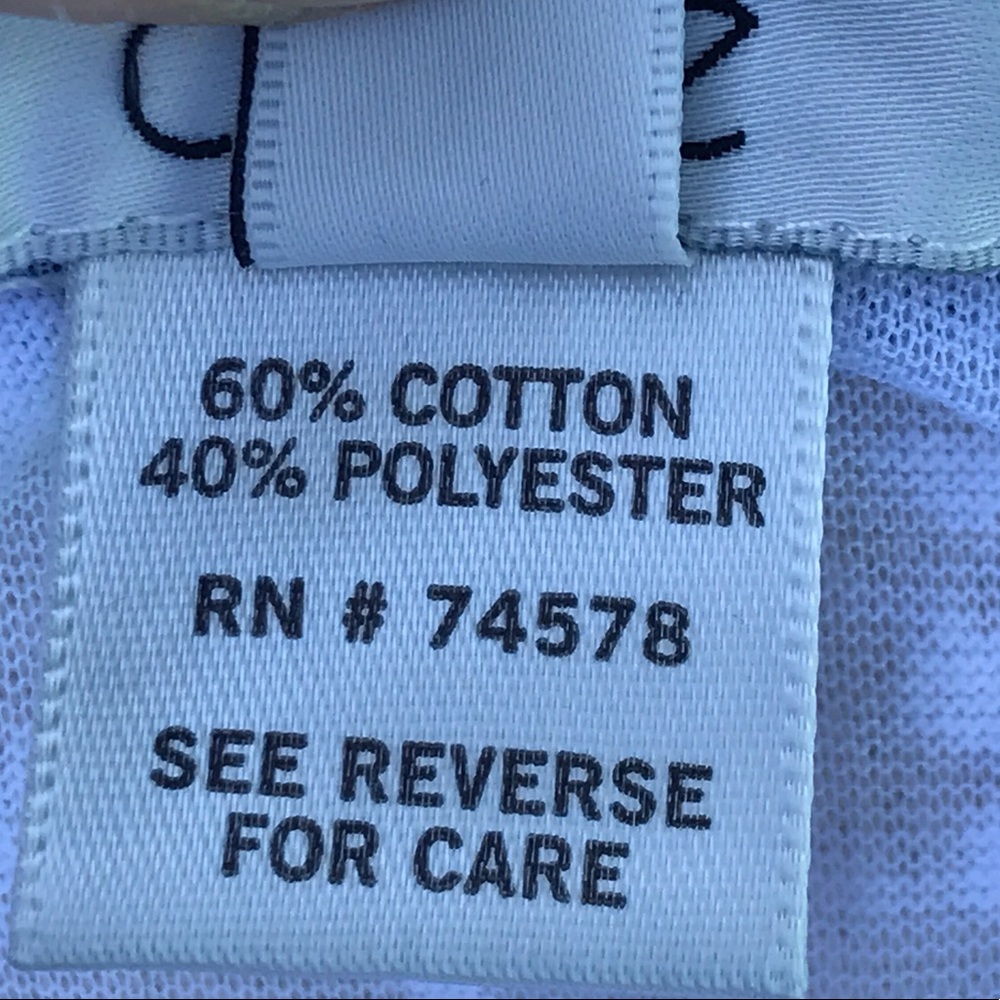 60% COTTON
40% POLYESTER
RN # 74578
SEE REVERSE
FOR CARE